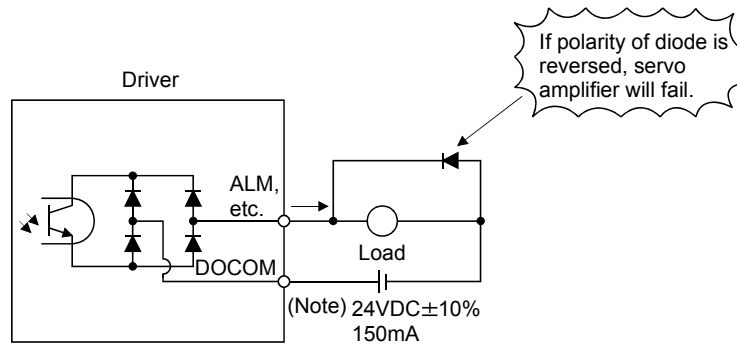 If polarity of diode is
reversed, servo
amplifier will fail.
Driver
ALM,
etc.
Load
DOCOM
(Note) 24VDC±10%
150mA